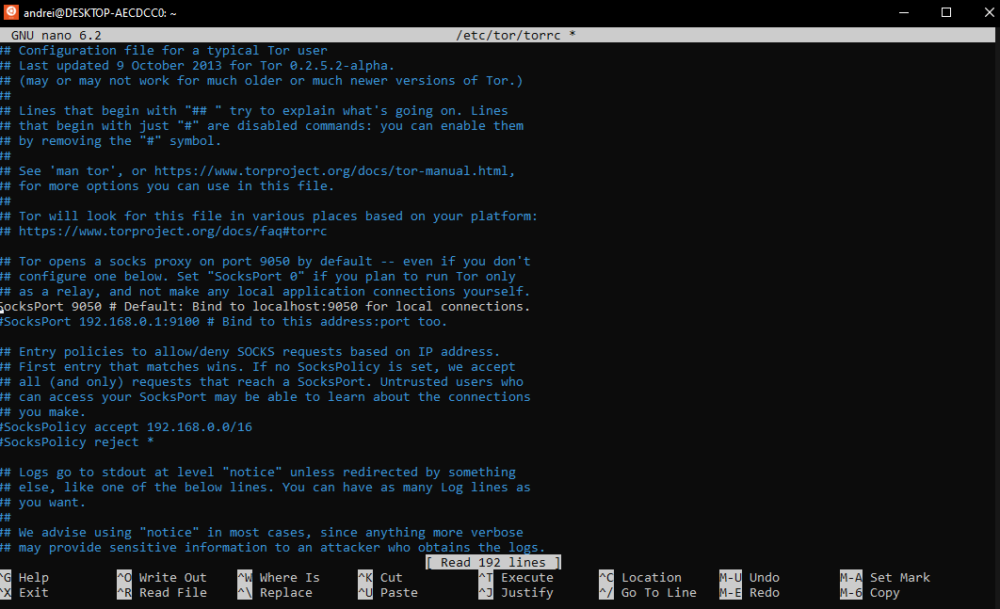 andrei@DESKTOP-AECDCC0: ~
GNU nano 6.2 /etc/tor/torrc *
## Configuration file for a typical Tor user
## Last updated 9 October 2013 for Tor 0.2.5.2-alpha.
## (may or may not work for much older or much newer versions of Tor.)
##
## Lines that begin with "## " try to explain what's going on. Lines
## that begin with just "#" are disabled commands: you can enable them
## by removing the "#" symbol.
##
## See 'man tor', or https://www.torproject.org/docs/tor-manual.html,
## for more options you can use in this file.
##
## Tor will look for this file in various places based on your platform:
## https://www.torproject.org/docs/faq#torrc
## Tor opens a socks proxy on port 9050 by default -- even if you don't
## configure one below. Set "SocksPort 0" if you plan to run Tor only
## as a relay, and not make any local application connections yourself.
SocksPort 9050 # Default: Bind to localhost:9050 for local connections.
#SocksPort 192.168.0.1:9100 # Bind to this address:port too.
## Entry policies to allow/deny SOCKS requests based on IP address.
## First entry that matches wins. If no SocksPolicy is set, we accept
## all (and only) requests that reach a SocksPort. Untrusted users who
## can access your SocksPort may be able to learn about the connections
## you make.
#SocksPolicy accept 192.168.0.0/16
#SocksPolicy reject *
## Logs go to stdout at level "notice" unless redirected by something
## else, like one of the below lines. You can have as many Log lines as
## you want.
##
## We advise using "notice" in most cases, since anything more verbose
## may provide sensitive information to an attacker who obtains the logs.
[ Read 192 lines ]
^G Help ^O Write Out ^W Where Is ^K Cut ^T Execute ^C Location M-U Undo M-A Set Mark
^X Exit ^R Read File ^\ Replace ^U Paste ^J Justify ^/ Go To Line M-E Redo M-6 Copy